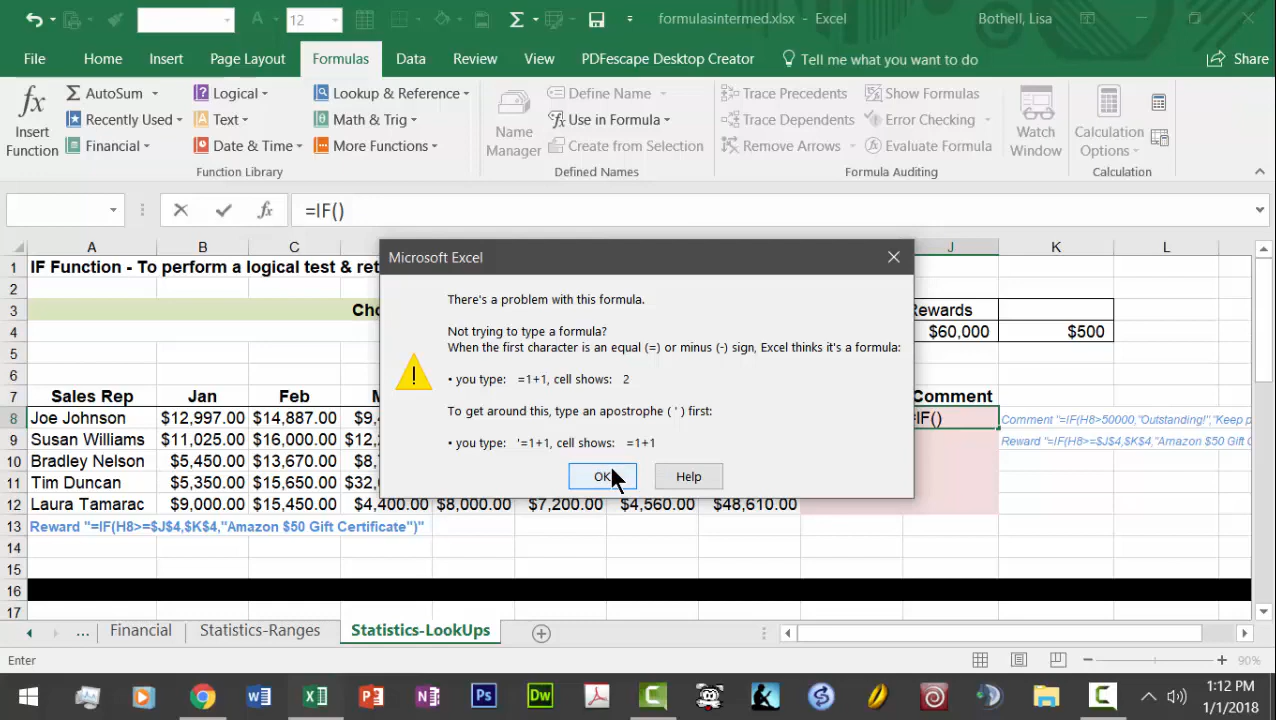 12
formulasintermed.xlsx - Excel
Bothell, Lisa
File Home Insert Page Layout Formulas Data Review View PDFescape Desktop Creator Tell me what you want to do Share
fx Insert Function
Σ AutoSum
Recently Used
Financial
Logical
Text
Date & Time
Lookup & Reference
Math & Trig
More Functions
Function Library
Name Manager
Define Name
Use in Formula
Create from Selection
Defined Names
Trace Precedents
Trace Dependents
Remove Arrows
Show Formulas
Error Checking
Evaluate Formula
Formula Auditing
Watch Window
Calculation Options
Calculation
fx =IF()
A B C J K L
1 IF Function - To perform a logical test & ret
2
3 Cho Rewards
4 $60,000 $500
5
6
7 Sales Rep Jan Feb M Comment
8 Joe Johnson $12,997.00 $14,887.00 $9, =IF() Comment "=IF(H8>50000,"Outstanding!","Keep p
9 Susan Williams $11,025.00 $16,000.00 $12, Reward "=IF(H8>=$J$4,$K$4,"Amazon $50 Gift C
10 Bradley Nelson $5,450.00 $13,670.00 $8,
11 Tim Duncan $5,350.00 $15,650.00 $32,
12 Laura Tamarac $9,000.00 $15,450.00 $4,400.00 $8,000.00 $7,200.00 $4,560.00 $48,610.00
13 Reward "=IF(H8>=$J$4,$K$4,"Amazon $50 Gift Certificate")"
14
15
16
17
Microsoft Excel
There's a problem with this formula.
Not trying to type a formula?
When the first character is an equal (=) or minus (-) sign, Excel thinks it's a formula:
• you type: =1+1, cell shows: 2
To get around this, type an apostrophe ( ' ) first:
• you type: '=1+1, cell shows: =1+1
OK Help
... Financial Statistics-Ranges Statistics-LookUps
Enter 90%
1:12 PM
1/1/2018